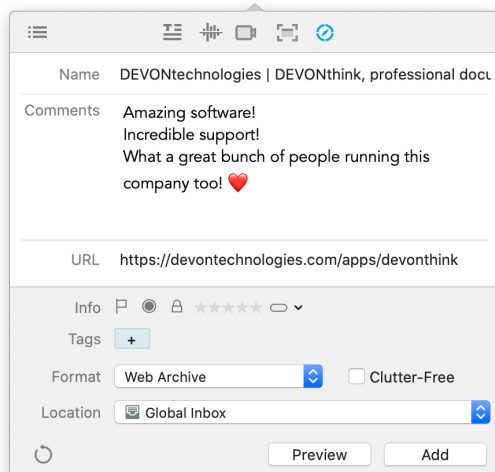 Name DEVONtechnologies | DEVONthink, professional docu
Comments Amazing software!
Incredible support!
What a great bunch of people running this
company too! ❤️
URL https://devontechnologies.com/apps/devonthink
Info
Tags +
Format Web Archive Clutter-Free
Location Global Inbox
Preview Add